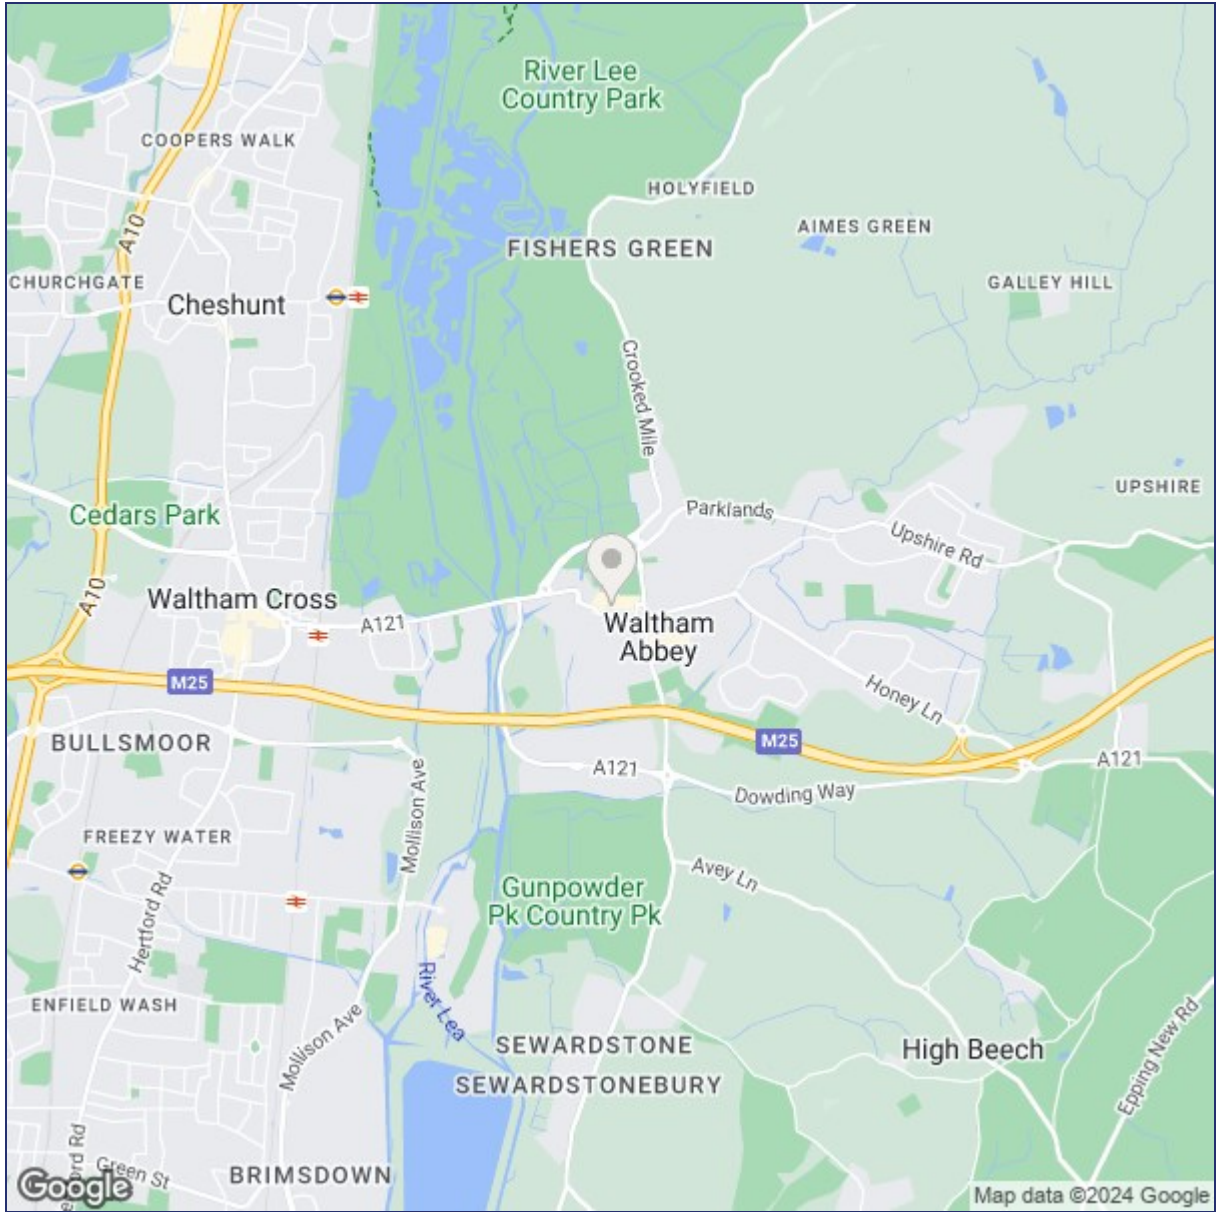 River Lee
Country Park
COOPERS WALK
HOLYFIELD
AIMES GREEN
A10
FISHERS GREEN
CHURCHGATE
GALLEY HILL
Cheshunt
Crooked Mile
UPSHIRE
Cedars Park
Parklands
Upshire Rd
A10
Waltham Cross
A121
Waltham
Abbey
M25
Honey Ln
BULLSMOOR
M25
A121
A121
Dowding Way
Mollison Ave
FREEZY WATER
Avey Ln
Gunpowder
Pk Country Pk
Hertford Rd
River Lea
ENFIELD WASH
Mollison Ave
SEWARDSTONE
High Beech
Epping New Rd
SEWARDSTONEBURY
Green St
BRIMSDOWN
Google
Map data ©2024 Google